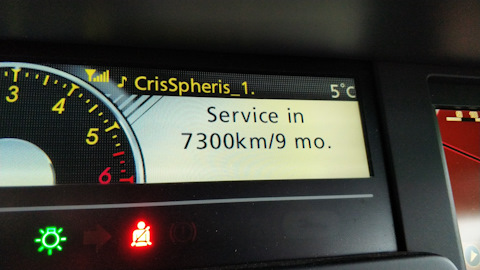 CrisSpheris_1.
5°C
Service in
7300km/9 mo.
3
4
5
6